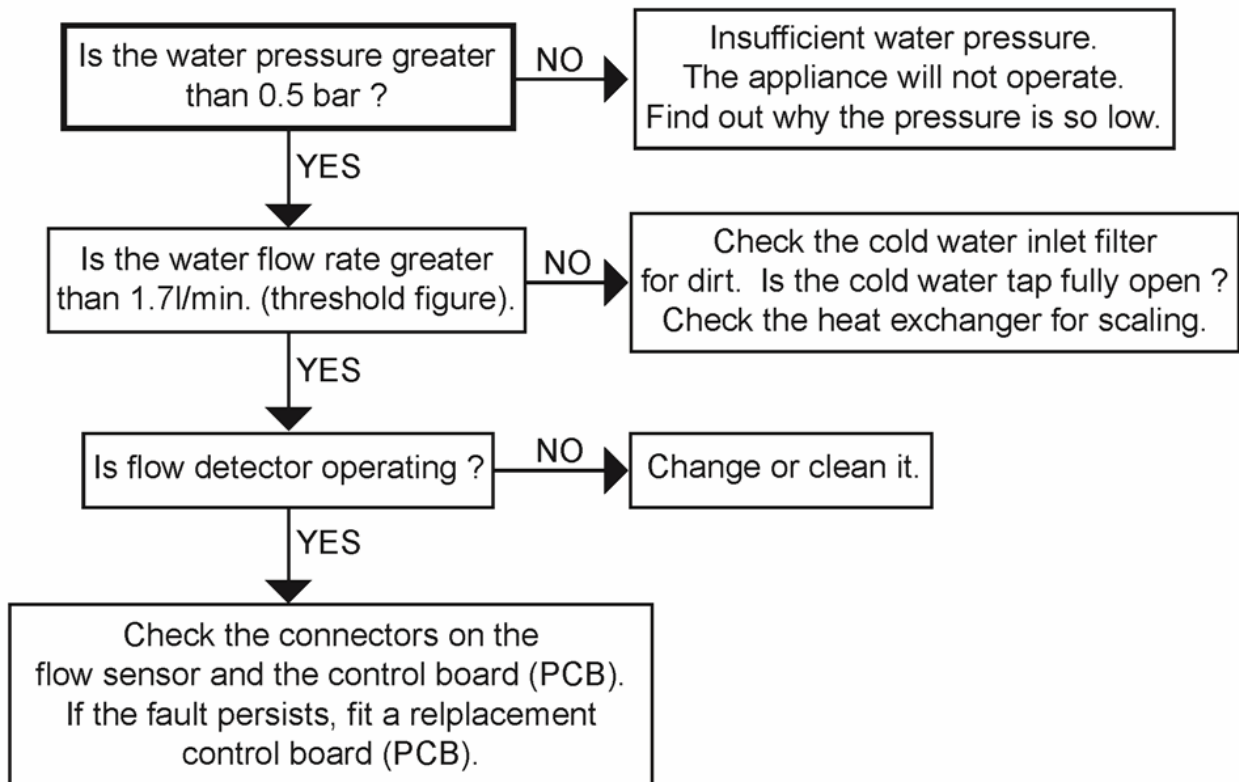 Is the water pressure greater
than 0.5 bar ?
NO
Insufficient water pressure.
The appliance will not operate.
Find out why the pressure is so low.
YES
Is the water flow rate greater
than 1.7l/min. (threshold figure).
NO
Check the cold water inlet filter
for dirt. Is the cold water tap fully open ?
Check the heat exchanger for scaling.
YES
Is flow detector operating ?
NO
Change or clean it.
YES
Check the connectors on the
flow sensor and the control board (PCB).
If the fault persists, fit a relplacement
control board (PCB).